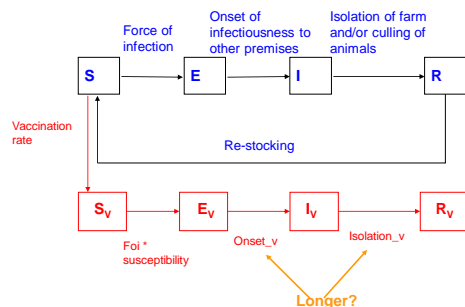 Force of
infection
Onset of
infectiousness to
other premises
Isolation of farm
and/or culling of
animals
S
E
I
R
Vaccination
rate
Re-stocking
Sv
Ev
Iv
Rv
Foi *
susceptibility
Onset_v
Isolation_v
Longer?